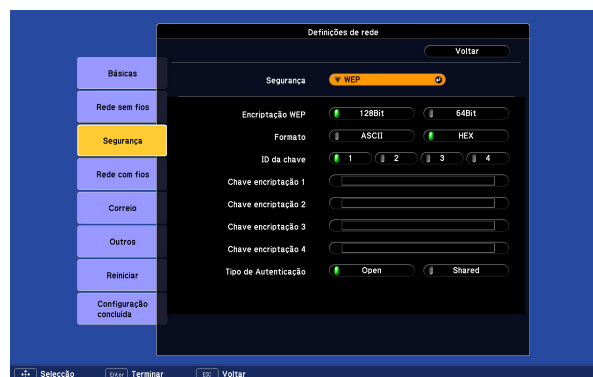 Definições de rede
Voltar
Básicas
Rede sem fios
Segurança
Rede com fios
Correio
Outros
Reiniciar
Configuração
concluída
Segurança WEP
Encriptação WEP 128Bit 64Bit
Formato ASCII HEX
ID da chave 1 2 3 4
Chave encriptação 1
Chave encriptação 2
Chave encriptação 3
Chave encriptação 4
Tipo de Autenticação Open Shared
Selecção Enter Terminar ESC Voltar